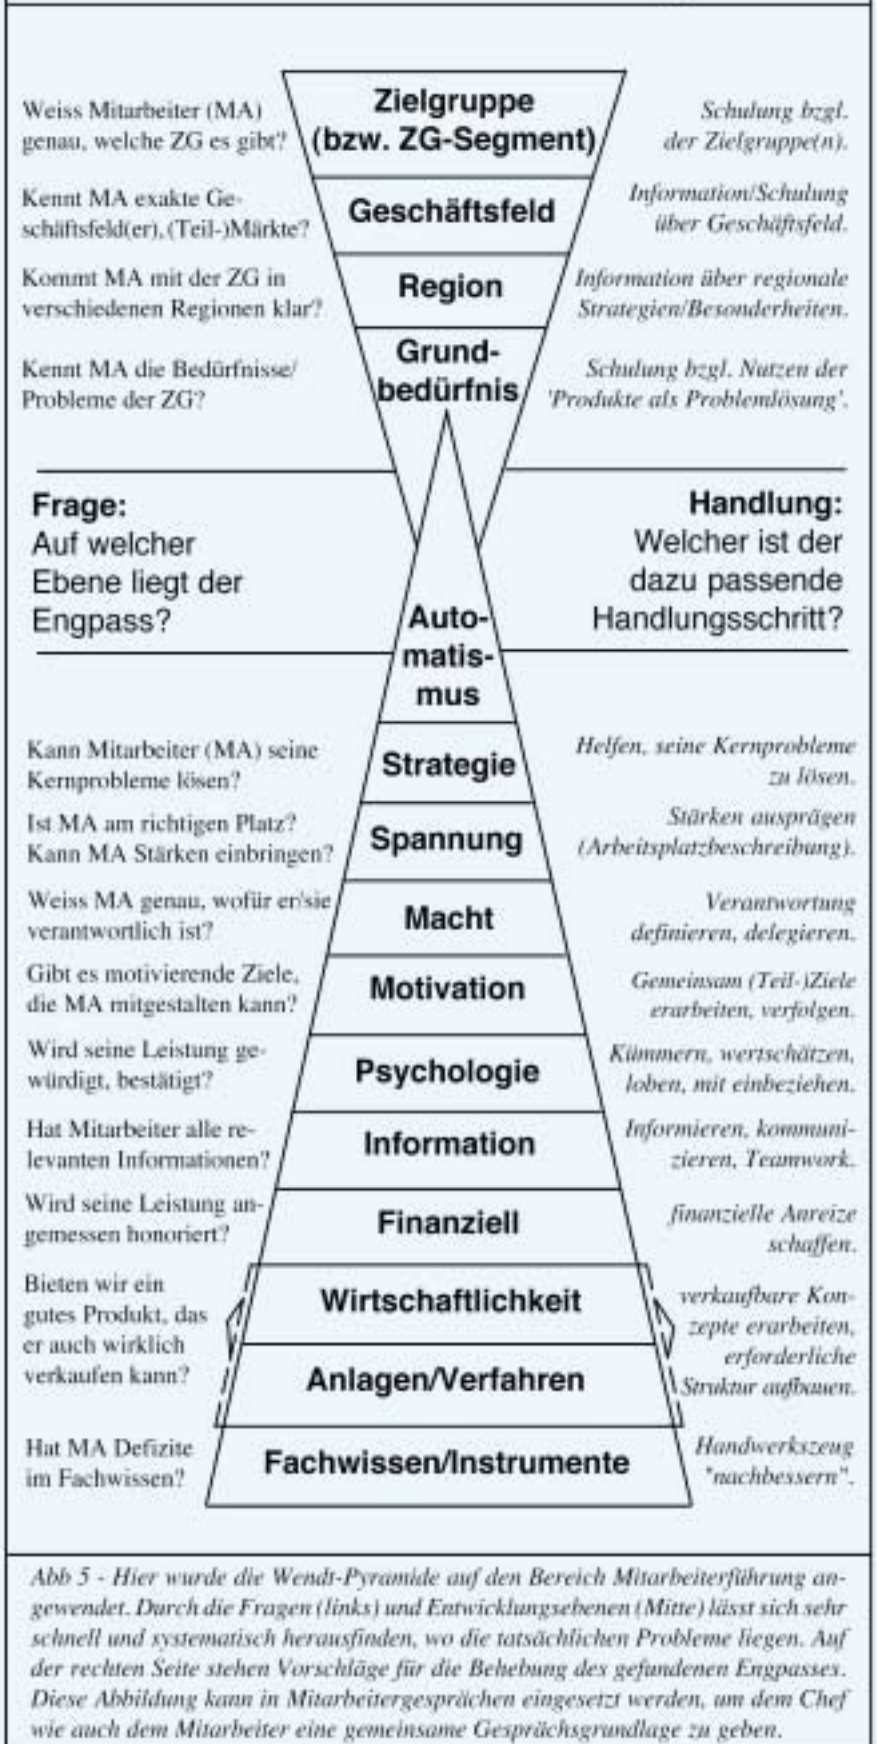 Weiss Mitarbeiter (MA)
genau, welche ZG es gibt?
Zielgruppe
(bzw. ZG-Segment)
Schulung bzgl.
der Zielgruppe(n).
Kennt MA exakte Ge-
schäftsfeld(er), (Teil-)Märkte?
Geschäftsfeld
Information/Schulung
über Geschäftsfeld.
Kommt MA mit der ZG in
verschiedenen Regionen klar?
Region
Information über regionale
Strategien/Besonderheiten.
Kennt MA die Bedürfnisse/
Probleme der ZG?
Grund-
bedürfnis
Schulung bzgl. Nutzen der
'Produkte als Problemlösung'.
Frage:
Auf welcher
Ebene liegt der
Engpass?
Handlung:
Welcher ist der
dazu passende
Handlungsschritt?
Auto-
matis-
mus
Kann Mitarbeiter (MA) seine
Kernprobleme lösen?
Strategie
Helfen, seine Kernprobleme
zu lösen.
Ist MA am richtigen Platz?
Kann MA Stärken einbringen?
Spannung
Stärken ausprägen
(Arbeitsplatzbeschreibung).
Weiss MA genau, wofür er/sie
verantwortlich ist?
Macht
Verantwortung
definieren, delegieren.
Gibt es motivierende Ziele,
die MA mitgestalten kann?
Motivation
Gemeinsam (Teil-)Ziele
erarbeiten, verfolgen.
Wird seine Leistung ge-
würdigt, bestätigt?
Psychologie
Kümmern, wertschätzen,
loben, mit einbeziehen.
Hat Mitarbeiter alle re-
levanten Informationen?
Information
Informieren, kommuni-
zieren, Teamwork.
Wird seine Leistung an-
gemessen honoriert?
Finanziell
finanzielle Anreize
schaffen.
Bieten wir ein
gutes Produkt, das
er auch wirklich
verkaufen kann?
Wirtschaftlichkeit
Anlagen/Verfahren
verkaufbare Kon-
zepte erarbeiten,
erforderliche
Struktur aufbauen.
Hat MA Defizite
im Fachwissen?
Fachwissen/Instrumente
Handwerkszeug
"nachbessern".
Abb 5 - Hier wurde die Wendt-Pyramide auf den Bereich Mitarbeiterführung an-
gewendet. Durch die Fragen (links) und Entwicklungsebenen (Mitte) lässt sich sehr
schnell und systematisch herausfinden, wo die tatsächlichen Probleme liegen. Auf
der rechten Seite stehen Vorschläge für die Behebung des gefundenen Engpasses.
Diese Abbildung kann in Mitarbeitergesprächen eingesetzt werden, um dem Chef
wie auch dem Mitarbeiter eine gemeinsame Gesprächsgrundlage zu geben.